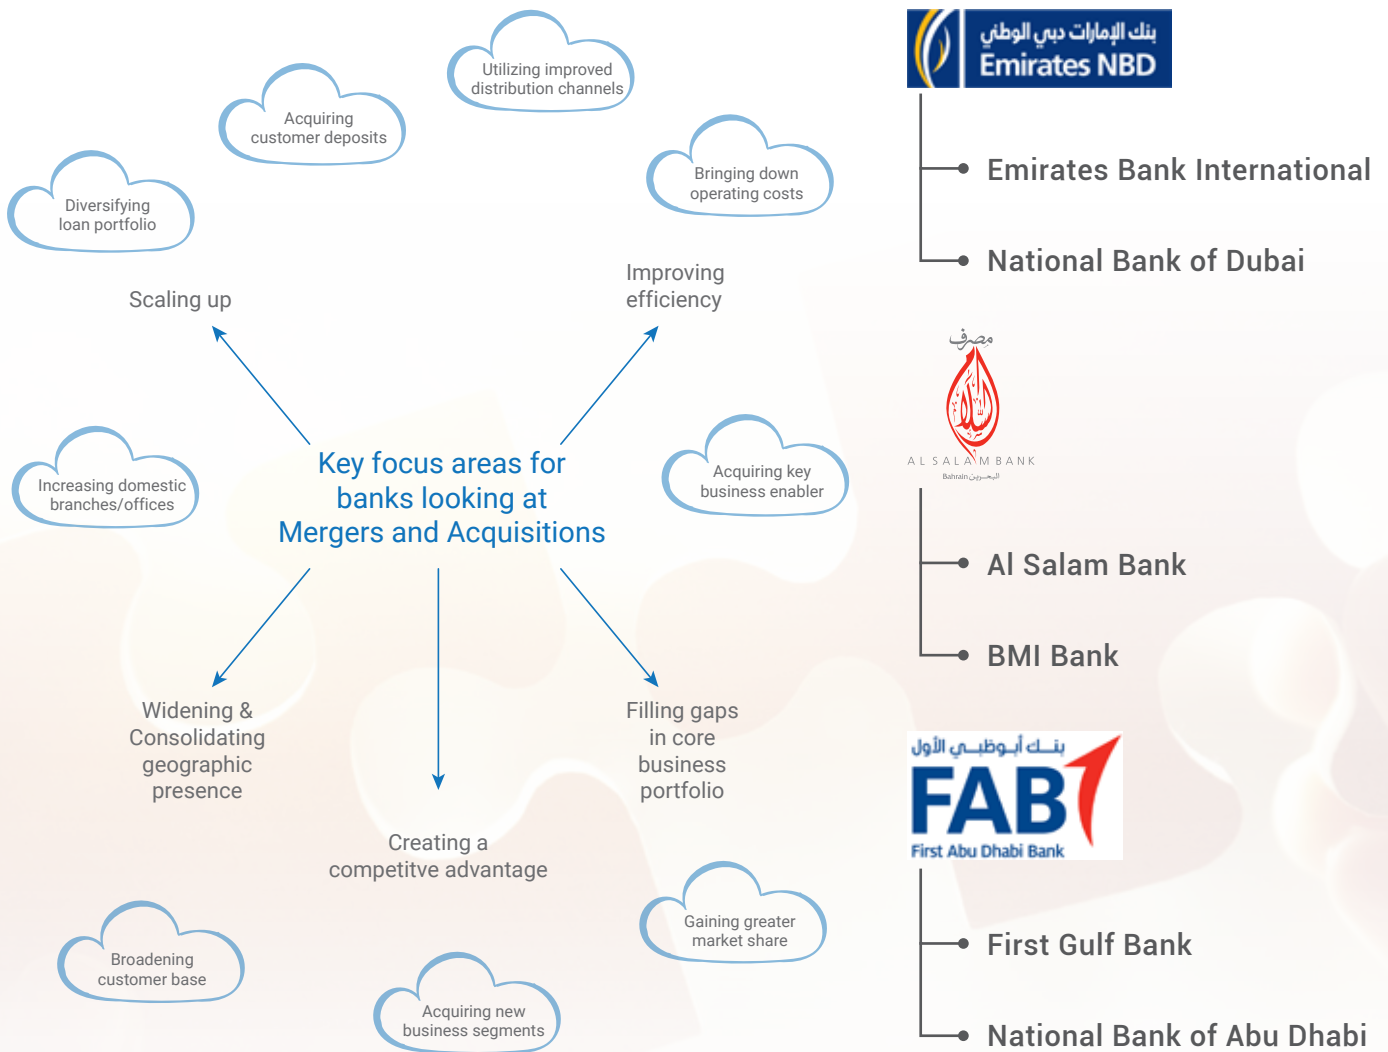 Utilizing improved
distribution channels
Acquiring
customer deposits
Bringing down
operating costs
Diversifying
loan portfolio
Scaling up
Improving
efficiency
Key focus areas for
banks looking at
Mergers and Acquisitions
Increasing domestic
branches/offices
Acquiring key
business enabler
Widening &
Consolidating
geographic
presence
Filling gaps
in core
business
portfolio
Creating a
competitve advantage
Gaining greater
market share
Broadening
customer base
Acquiring new
business segments
بنك الإمارات دبي الوطني
Emirates NBD
Emirates Bank International
National Bank of Dubai
مصرف
السلام
AL SALAM BANK
Bahrain البحرين
Al Salam Bank
BMI Bank
بنك أبوظبي الأول
FAB
First Abu Dhabi Bank
First Gulf Bank
National Bank of Abu Dhabi